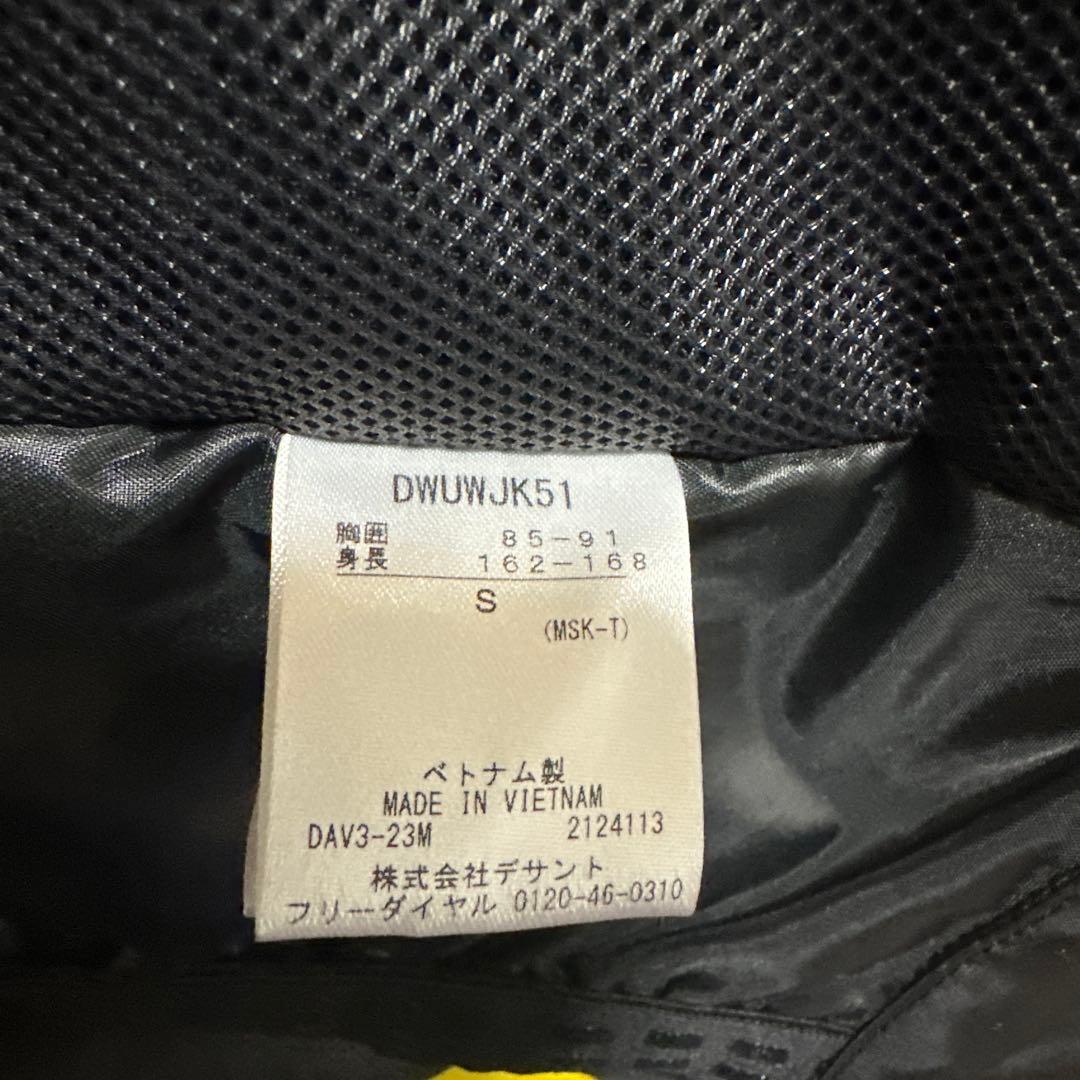 DWUWJK51
胸囲 85-91
身長 162-168
S
(MSK-T)
ベトナム製
MADE IN VIETNAM
DAV3-23M 2124113
株式会社デサント
フリーダイヤル 0120-46-0310